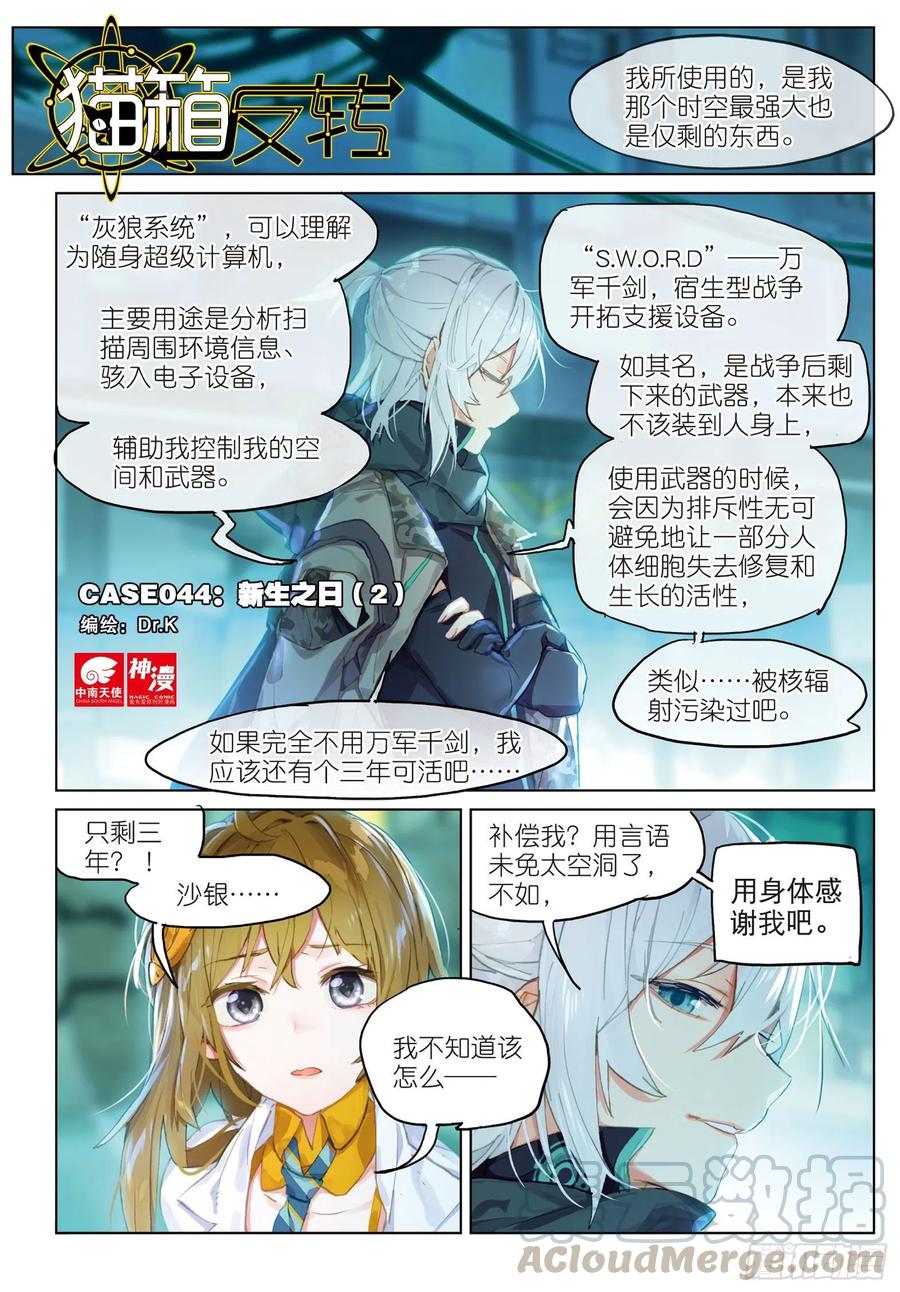 猫箱反转
我所使用的，是我
那个时空最强大也
是仅剩的东西。
“灰狼系统”，可以理解
为随身超级计算机，
主要用途是分析扫
描周围环境信息、
骇入电子设备，
辅助我控制我的空
间和武器。
“S.W.O.R.D”——万
军千剑，宿生型战争
开拓支援设备。
如其名，是战争后剩
下来的武器，本来也
不该装到人身上，
使用武器的时候，
会因为排斥性无可
避免地让一部分人
体细胞失去修复和
生长的活性，
类似……被核辐
射污染过吧。
CASE044：新生之日（2）
编绘：Dr.K
中南天使
CHINA SOUTH ANGEL
神漫
MAGIC COMIC
如果完全不用万军千剑，我
应该还有个三年可活吧……
只剩三
年？！
沙银……
我不知道该
怎么——
补偿我？用言语
未免太空洞了，
不如，
用身体感
谢我吧。
ACloudMerge.com